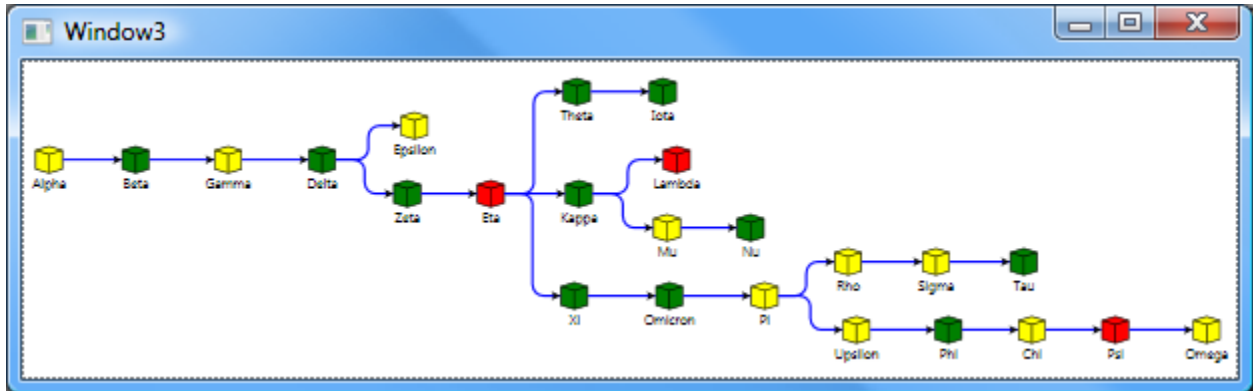 Window3
Theta
Iota
Epsilon
Alpha
Beta
Gamma
Delta
Lambda
Zeta
Eta
Kappa
Mu
Nu
Rho
Sigma
Tau
Xi
Omicron
Pi
Upsilon
Phi
Chi
Psi
Omega